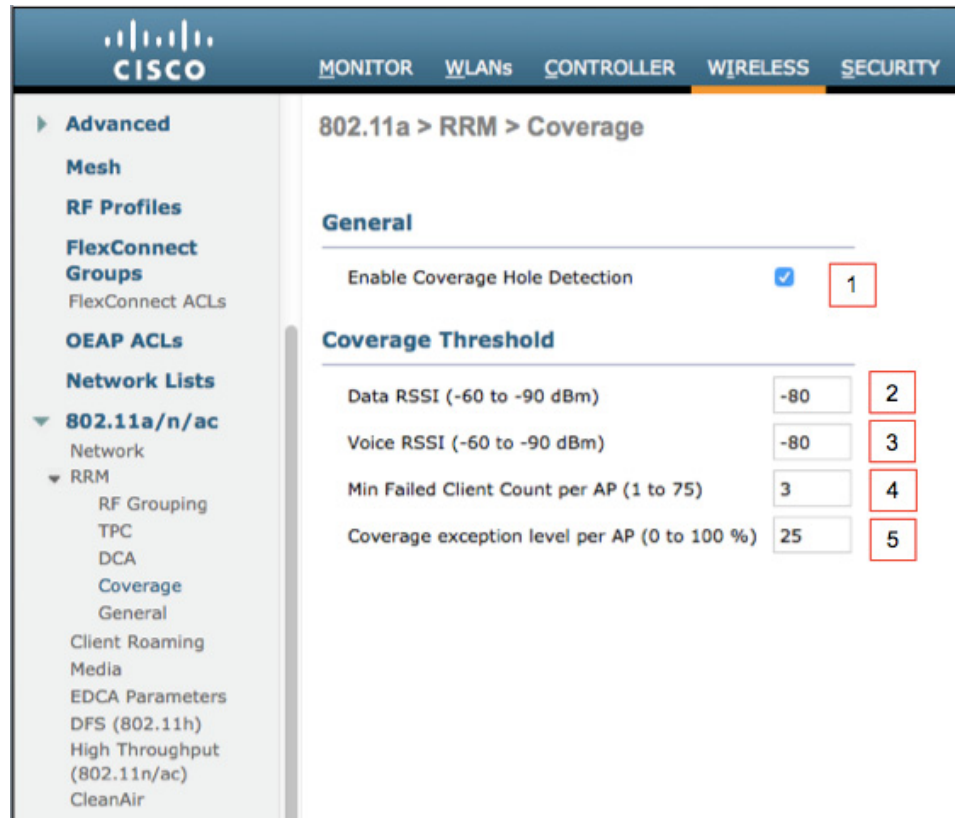 CISCO
MONITOR WLANs CONTROLLER WIRELESS SECURITY
Advanced
Mesh
RF Profiles
FlexConnect
Groups
FlexConnect ACLs
OEAP ACLs
Network Lists
802.11a/n/ac
Network
RRM
RF Grouping
TPC
DCA
Coverage
General
Client Roaming
Media
EDCA Parameters
DFS (802.11h)
High Throughput
(802.11n/ac)
CleanAir
802.11a > RRM > Coverage
General
Enable Coverage Hole Detection 1
Coverage Threshold
Data RSSI (-60 to -90 dBm) -80 2
Voice RSSI (-60 to -90 dBm) -80 3
Min Failed Client Count per AP (1 to 75) 3 4
Coverage exception level per AP (0 to 100 %) 25 5